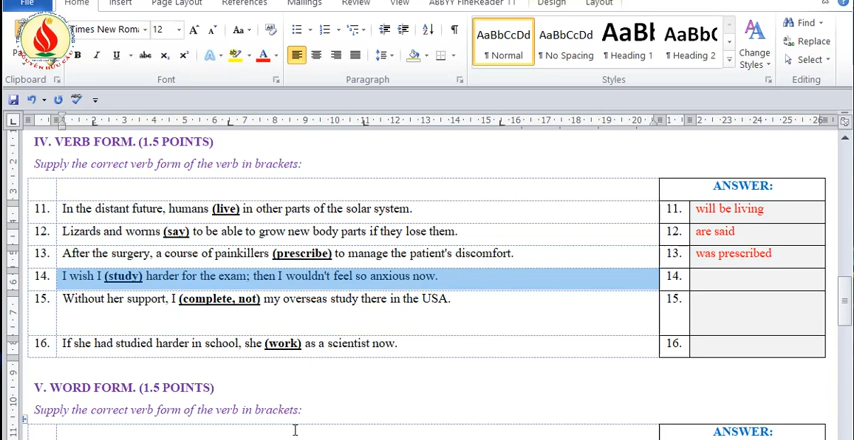 File Home Insert Page Layout References Mailings Review View ABBYY FineReader 11 Design Layout
Times New Roman 12 Aa Find
AaBbCcDd AaBbCcDd AaBbC AaBbCc Replace
B I U abc A ¶ Normal ¶ No Spacing Heading 1 Heading 2 Change Styles Select
Clipboard Font Paragraph Styles Editing
IV. VERB FORM. (1.5 POINTS)
Supply the correct verb form of the verb in brackets:
ANSWER:
11. In the distant future, humans (live) in other parts of the solar system. 11. will be living
12. Lizards and worms (say) to be able to grow new body parts if they lose them. 12. are said
13. After the surgery, a course of painkillers (prescribe) to manage the patient's discomfort. 13. was prescribed
14. I wish I (study) harder for the exam; then I wouldn't feel so anxious now. 14.
15. Without her support, I (complete, not) my overseas study there in the USA. 15.
16. If she had studied harder in school, she (work) as a scientist now. 16.
V. WORD FORM. (1.5 POINTS)
Supply the correct verb form of the verb in brackets:
ANSWER: